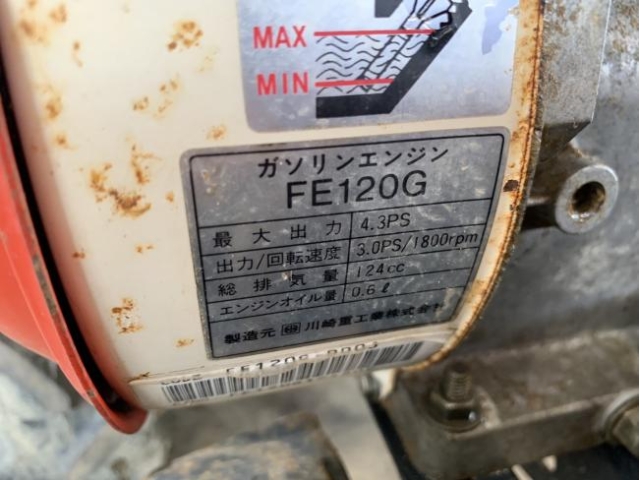 MAX
MIN
ガソリンエンジン
FE120G
最大出力 4.3PS
出力/回転速度 3.0PS/1800rpm
総排気量 124cc
エンジンオイル量 0.6ℓ
製造元 川崎重工業株式会社
FE120G